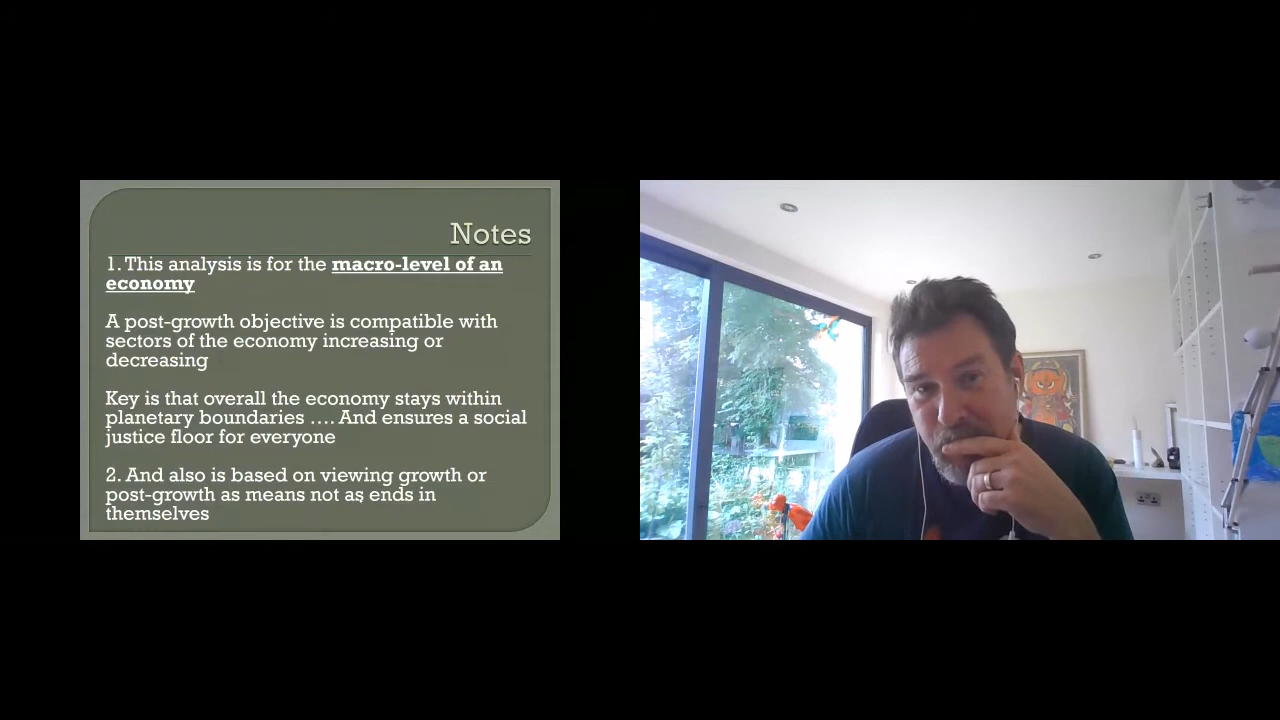 Notes
1. This analysis is for the macro-level of an
economy
A post-growth objective is compatible with
sectors of the economy increasing or
decreasing
Key is that overall the economy stays within
planetary boundaries .... And ensures a social
justice floor for everyone
2. And also is based on viewing growth or
post-growth as means not as ends in
themselves